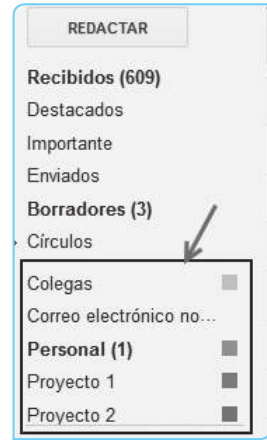 REDACTAR
Recibidos (609)
Destacados
Importante
Enviados
Borradores (3)
Círculos
Colegas
Correo electrónico no...
Personal (1)
Proyecto 1
Proyecto 2